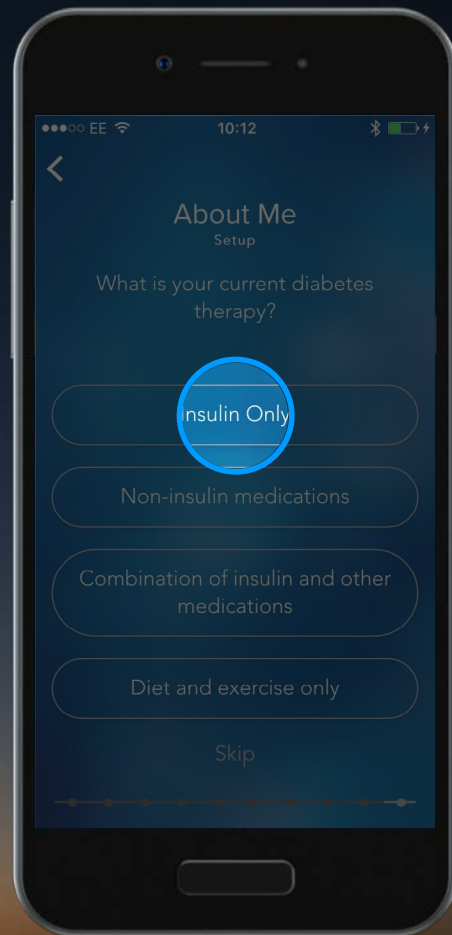 EE
10:12
About Me
Setup
What is your current diabetes
therapy?
Insulin Only
Non-insulin medications
Combination of insulin and other
medications
Diet and exercise only
Skip